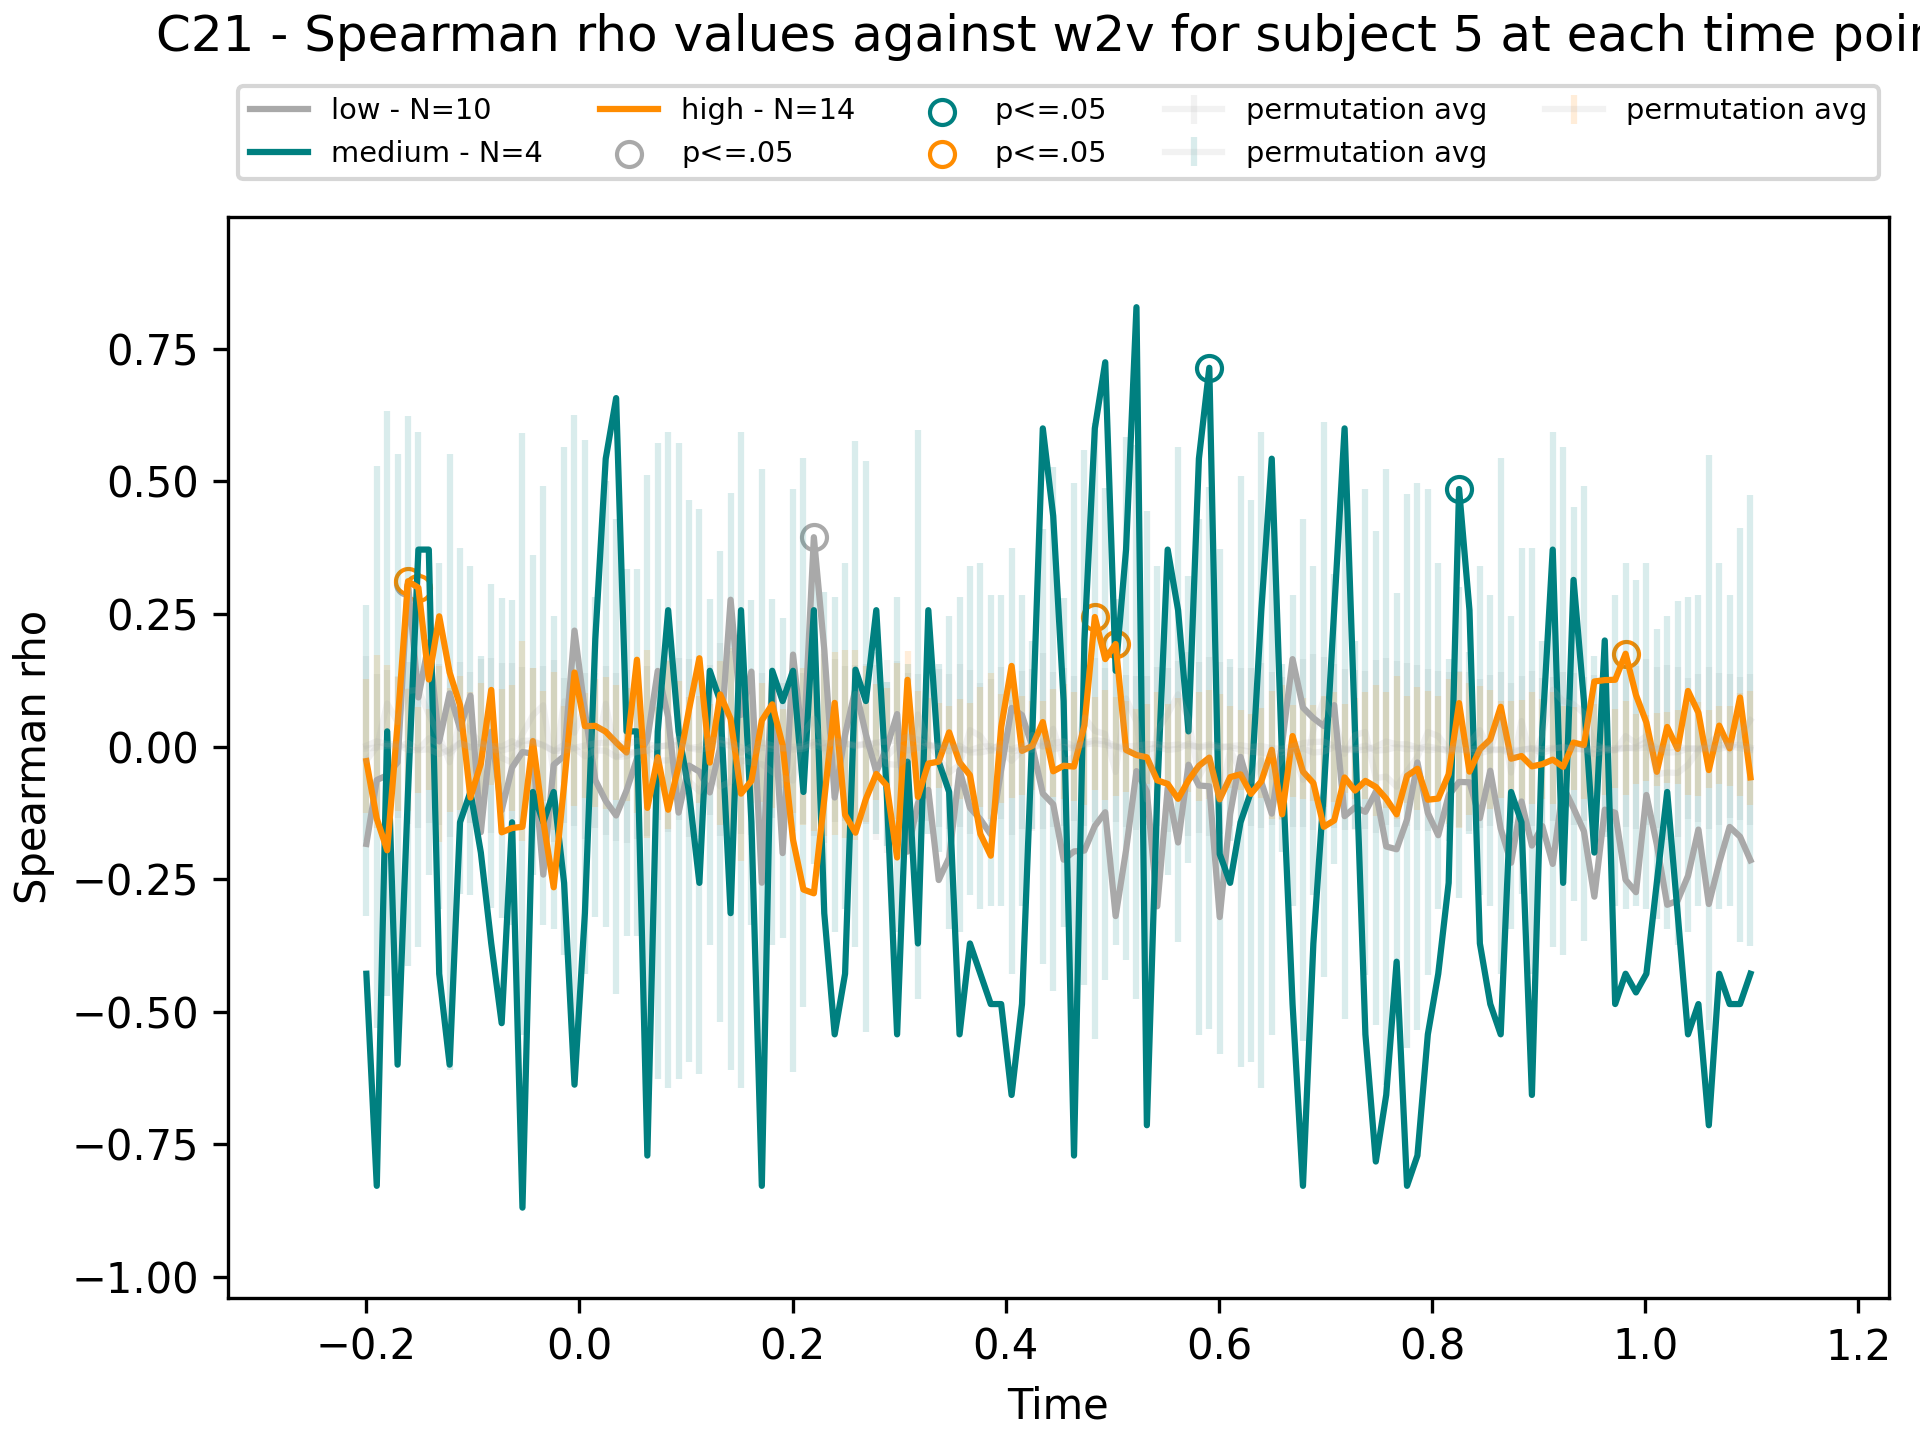 C21 - Spearman rho values against w2v for subject 5 at each time poin
low - N=10 high - N=14 p<=.05 permutation avg permutation avg
medium - N=4 p<=.05 p<=.05 permutation avg
0.75
0.50
0.25
0.00
−0.25
−0.50
−0.75
−1.00
Spearman rho
−0.2 0.0 0.2 0.4 0.6 0.8 1.0 1.2
Time